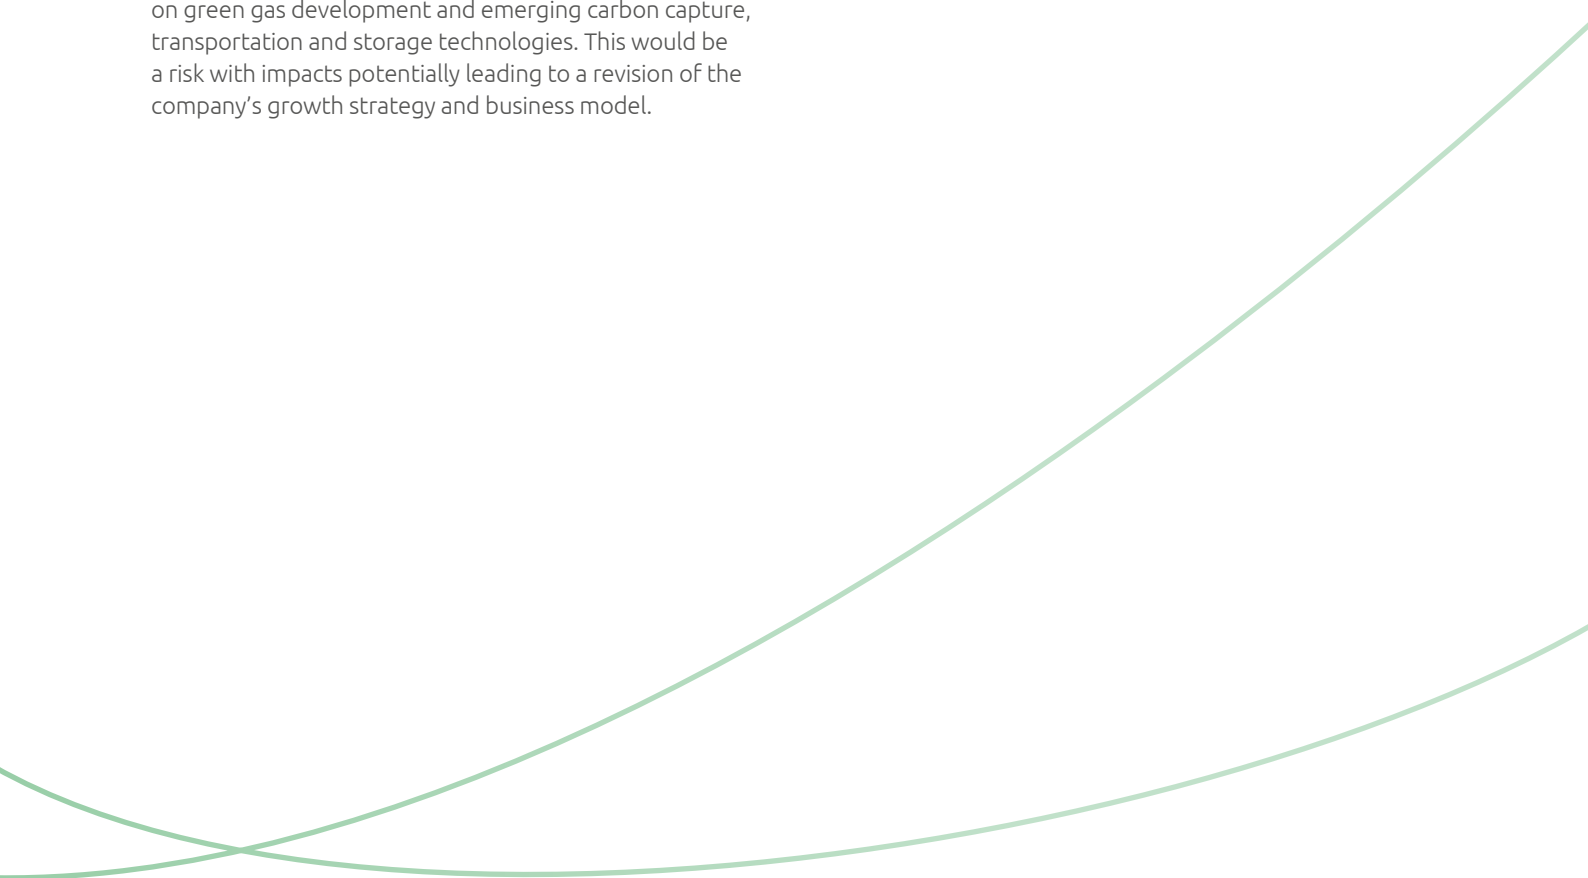 on green gas development and emerging carbon capture,
transportation and storage technologies. This would be
a risk with impacts potentially leading to a revision of the
company’s growth strategy and business model.